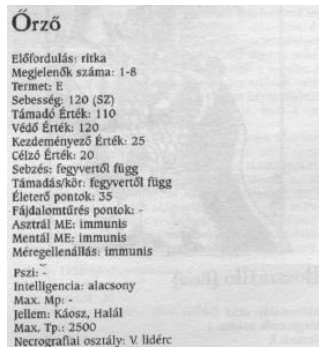 Őrző
Előfordulás: ritka
Megjelenők száma: 1-8
Termet: E
Sebesség: 120 (SZ)
Támadó Érték: 110
Védő Érték: 120
Kezdeményező Érték: 25
Célzó Érték: 20
Sebzés: fegyvertől függ
Támadás/kör: fegyvertől függ
Életerő pontok: 35
Fájdalomtűrés pontok: -
Asztrál ME: immunis
Mentál ME: immunis
Méregellenállás: immunis
Pszi: -
Intelligencia: alacsony
Max. Mp: -
Jellem: Káosz, Halál
Max. Tp.: 2500
Necrografiai osztály: V. lidérc